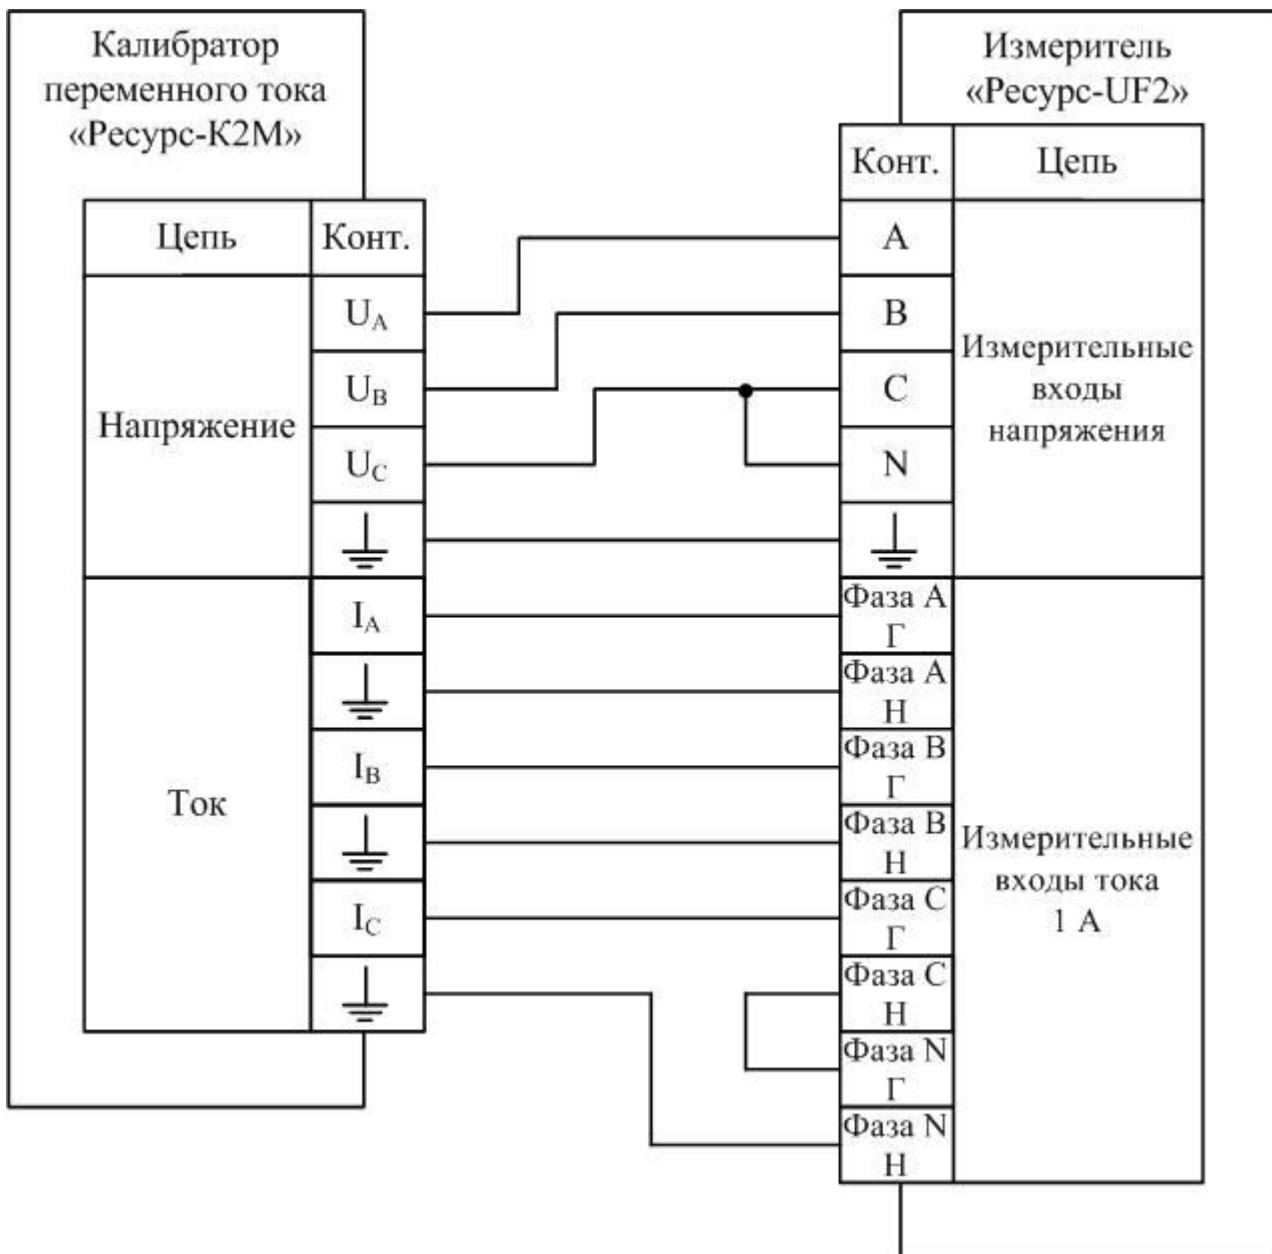 Калибратор
переменного тока
«Ресурс-К2М»
Цепь
Конт.
Напряжение
UA
UB
UC
Ток
IA
IB
IC
Измеритель
«Ресурс-UF2»
Конт.
Цепь
A
B
C
N
Измерительные
входы
напряжения
Фаза А
Г
Фаза А
Н
Фаза В
Г
Фаза В
Н
Фаза С
Г
Фаза С
Н
Фаза N
Г
Фаза N
Н
Измерительные
входы тока
1 А